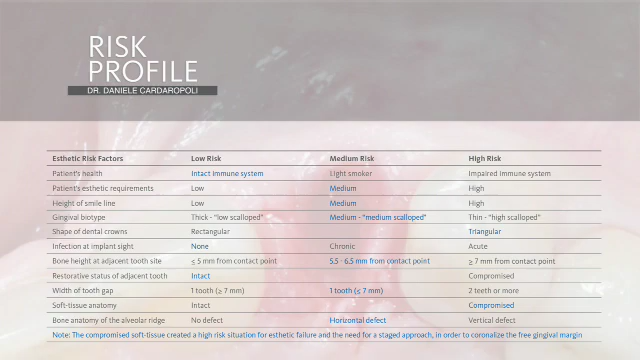 RISK
PROFILE
DR. DANIELE CARDAROPOLI
Esthetic Risk Factors Low Risk Medium Risk High Risk
Patient's health Intact immune system Light smoker Impaired immune system
Patient's esthetic requirements Low Medium High
Height of smile line Low Medium High
Gingival biotype Thick - "low scalloped" Medium - "medium scalloped" Thin - "high scalloped"
Shape of dental crowns Rectangular Triangular
Infection at implant sight None Chronic Acute
Bone height at adjacent tooth site ≤ 5 mm from contact point 5.5 - 6.5 mm from contact point ≥ 7 mm from contact point
Restorative status of adjacent tooth Intact Compromised
Width of tooth gap 1 tooth (≥ 7 mm) 1 tooth (≤ 7 mm) 2 teeth or more
Soft-tissue anatomy Intact Compromised
Bone anatomy of the alveolar ridge No defect Horizontal defect Vertical defect
Note: The compromised soft-tissue created a high risk situation for esthetic failure and the need for a staged approach, in order to coronalize the free gingival margin